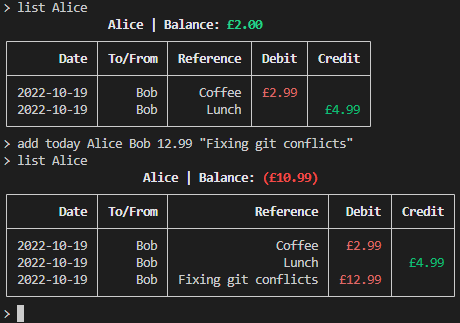 > list Alice
Alice | Balance: £2.00
Date To/From Reference Debit Credit
2022-10-19 Bob Coffee £2.99
2022-10-19 Bob Lunch £4.99
> add today Alice Bob 12.99 "Fixing git conflicts"
> list Alice
Alice | Balance: (£10.99)
Date To/From Reference Debit Credit
2022-10-19 Bob Coffee £2.99
2022-10-19 Bob Lunch £4.99
2022-10-19 Bob Fixing git conflicts £12.99
>